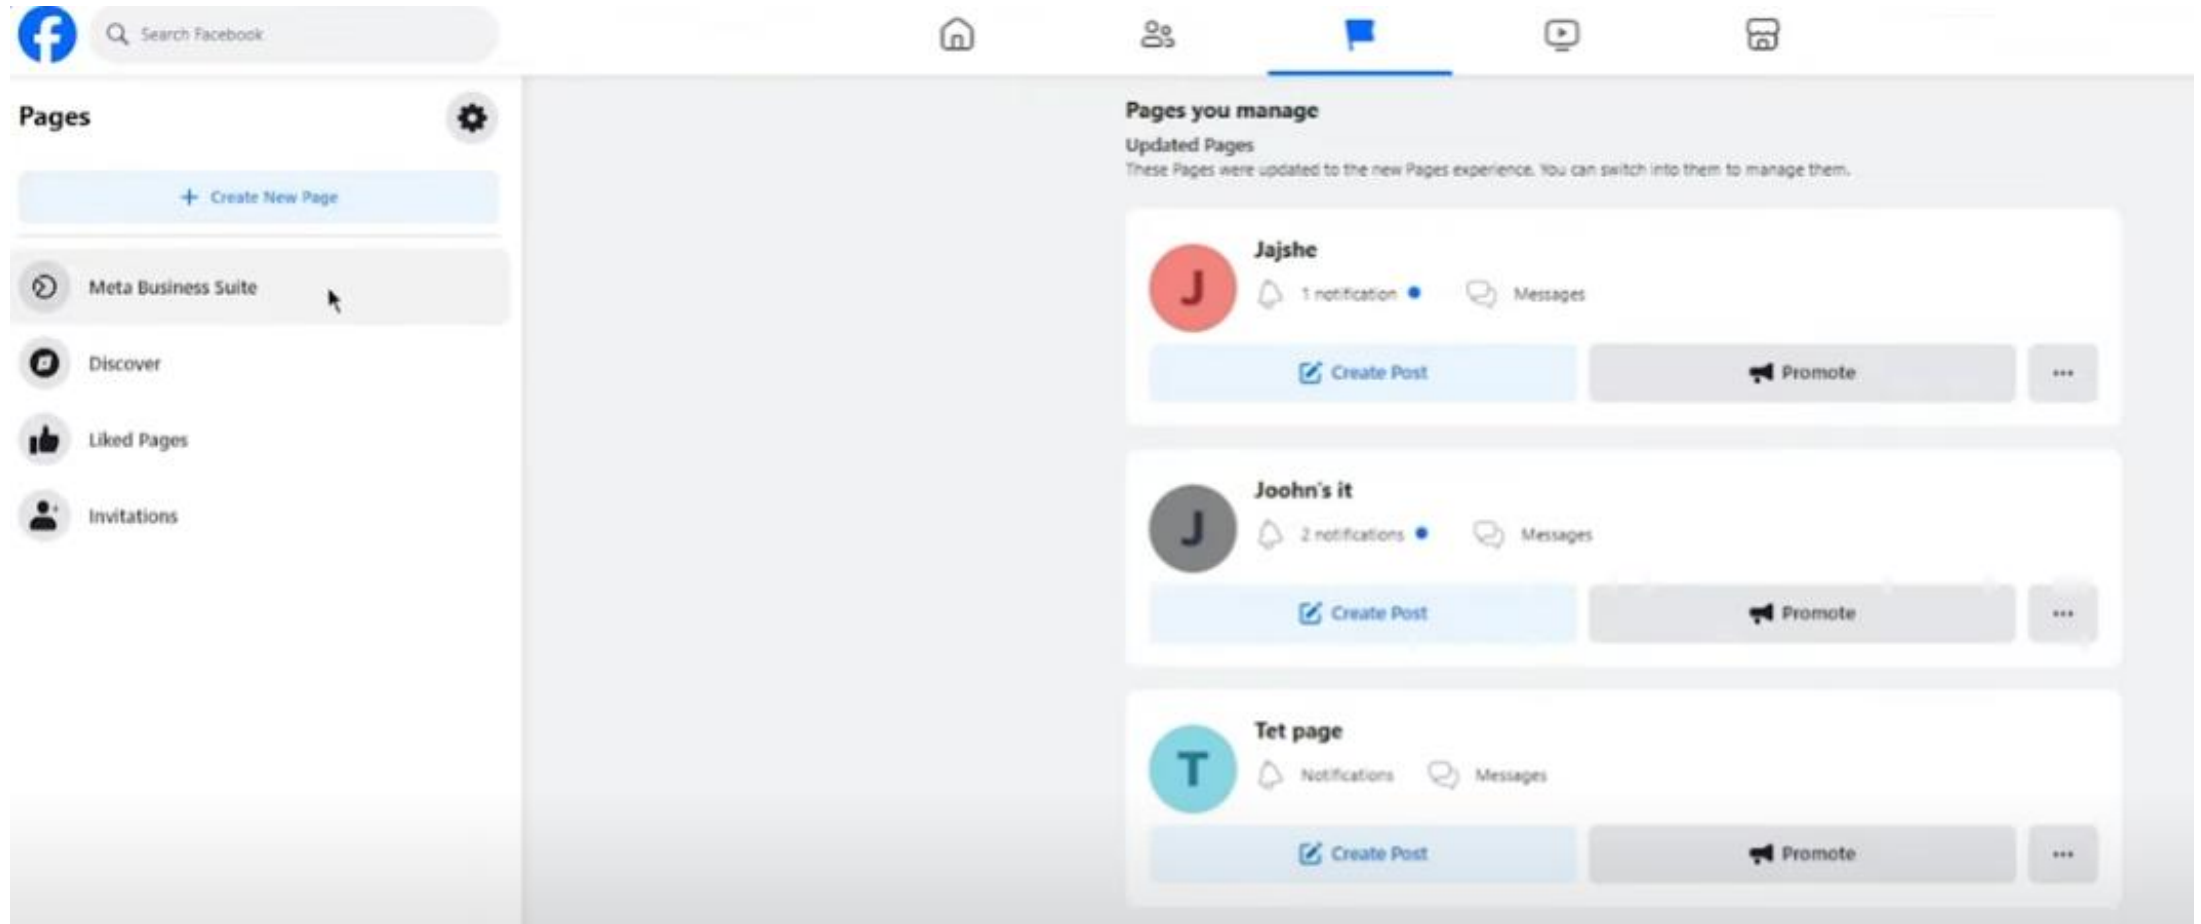 Search Facebook
Pages
+ Create New Page
Meta Business Suite
Discover
Liked Pages
Invitations
Pages you manage
Updated Pages
These Pages were updated to the new Pages experience. You can switch into them to manage them.
J
Jajshe
1 notification Messages
Create Post Promote ...
J
Joohn's it
2 notifications Messages
Create Post Promote ...
T
Tet page
Notifications Messages
Create Post Promote ...